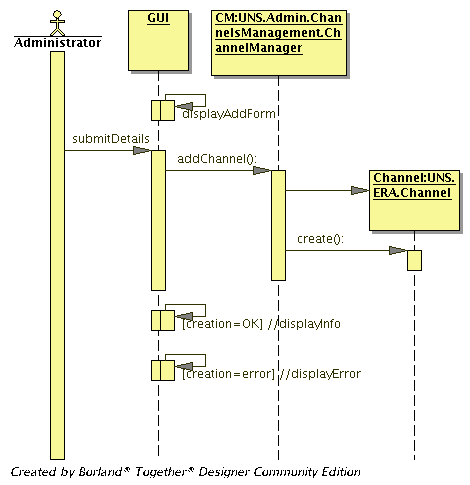 GUI
CM:UNS.Admin.Chan
nelsManagement.Ch
annelManager
Administrator
displayAddForm
submitDetails
addChannel():
Channel:UNS.
ERA.Channel
create():
[creation=OK] //displayInfo
[creation=error] //displayError
Created by Borland® Together® Designer Community Edition